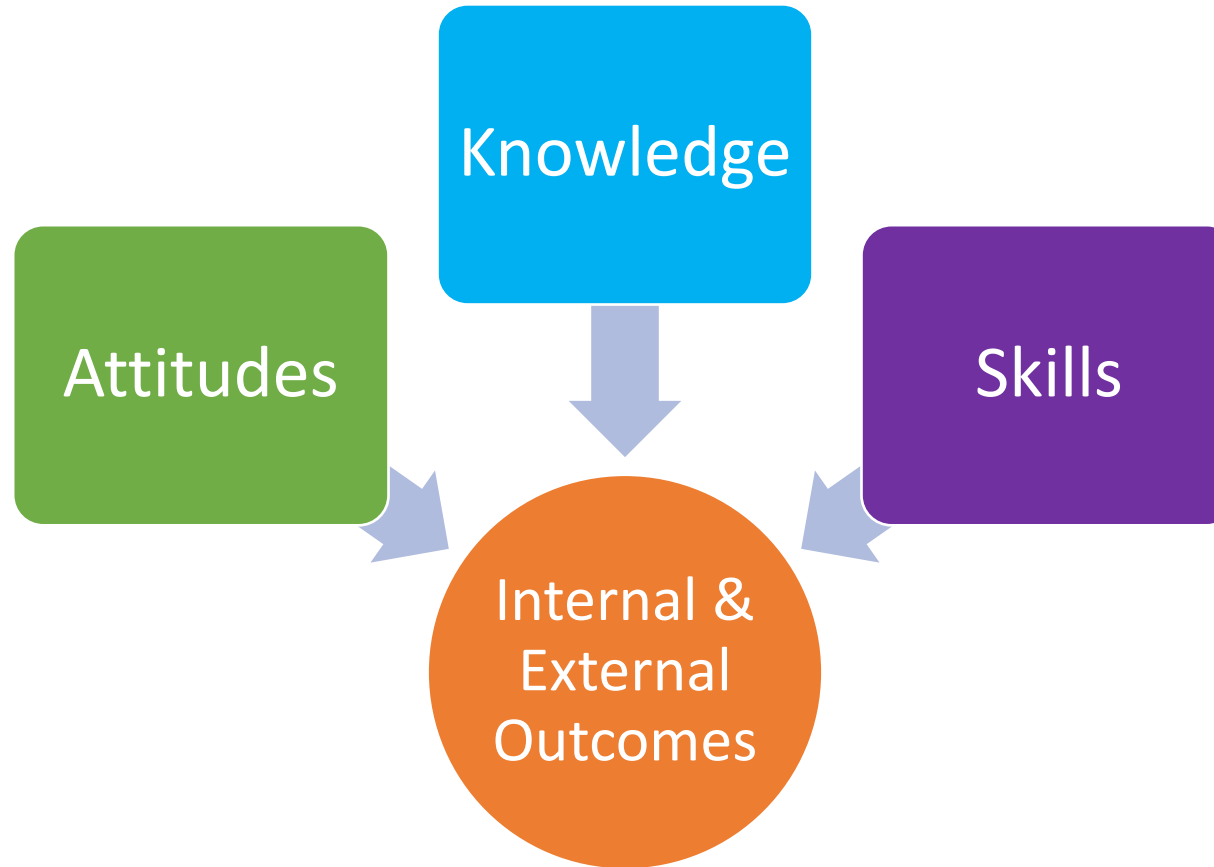 Knowledge
Attitudes
Skills
Internal &
External
Outcomes